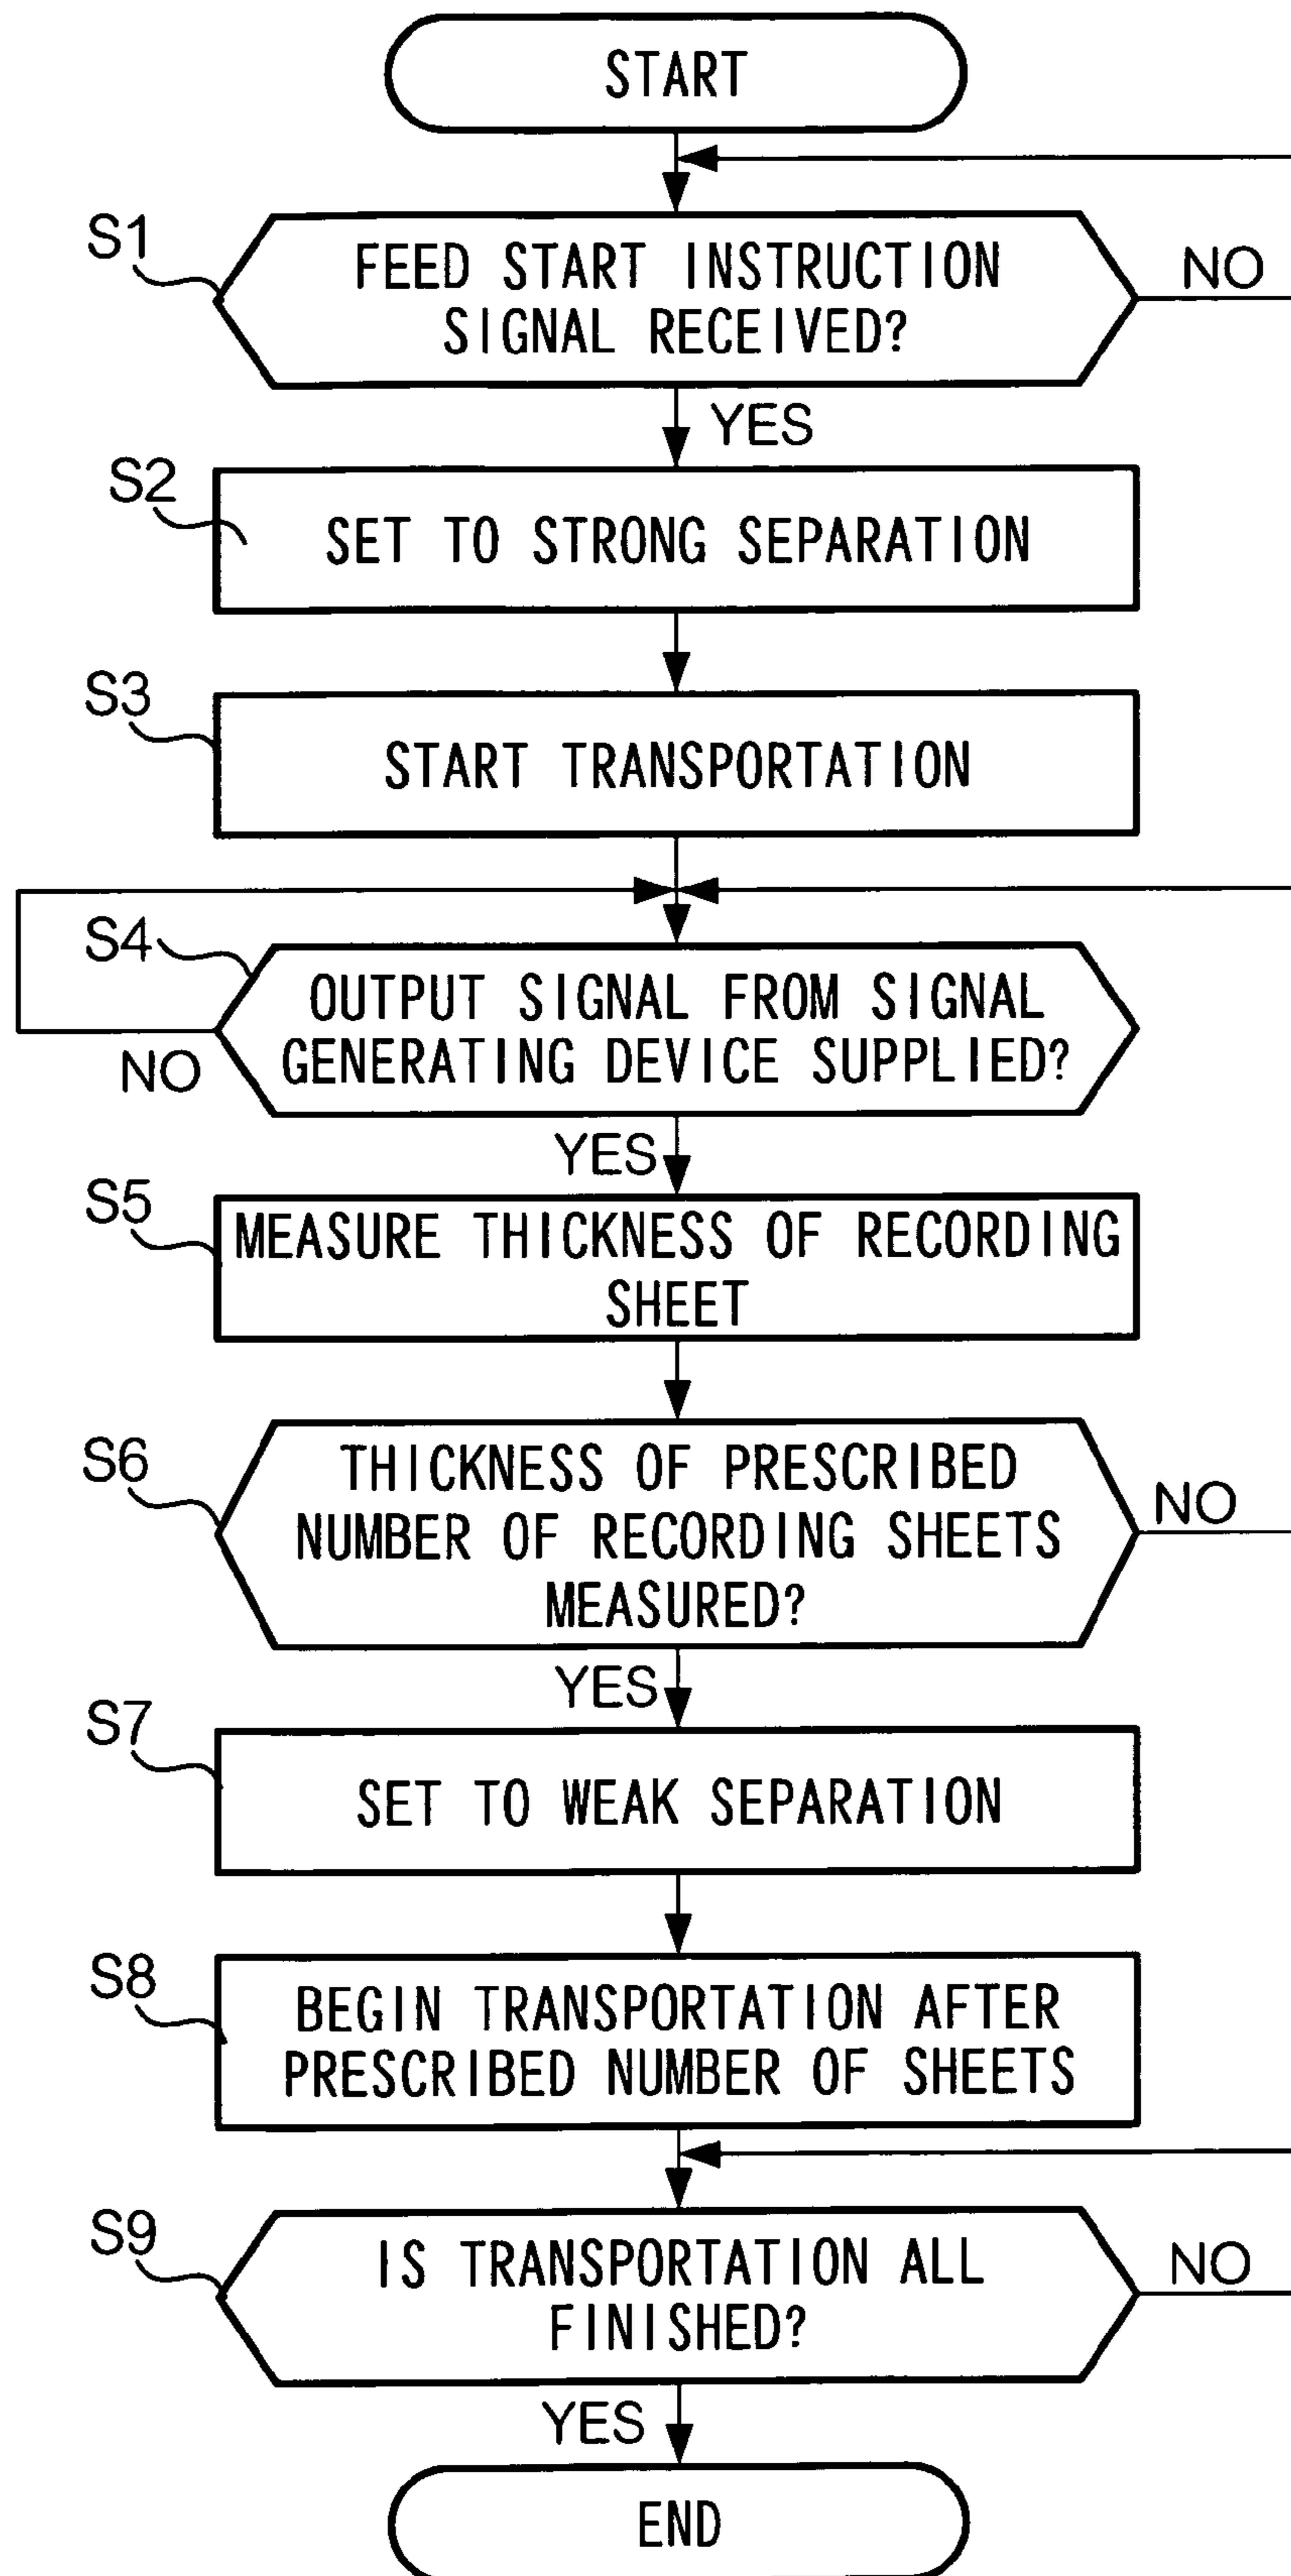 START
S1
FEED START INSTRUCTION
SIGNAL RECEIVED?
NO
YES
S2
SET TO STRONG SEPARATION
S3
START TRANSPORTATION
S4
OUTPUT SIGNAL FROM SIGNAL
GENERATING DEVICE SUPPLIED?
NO
YES
S5
MEASURE THICKNESS OF RECORDING
SHEET
S6
THICKNESS OF PRESCRIBED
NUMBER OF RECORDING SHEETS
MEASURED?
NO
YES
S7
SET TO WEAK SEPARATION
S8
BEGIN TRANSPORTATION AFTER
PRESCRIBED NUMBER OF SHEETS
S9
IS TRANSPORTATION ALL
FINISHED?
NO
YES
END